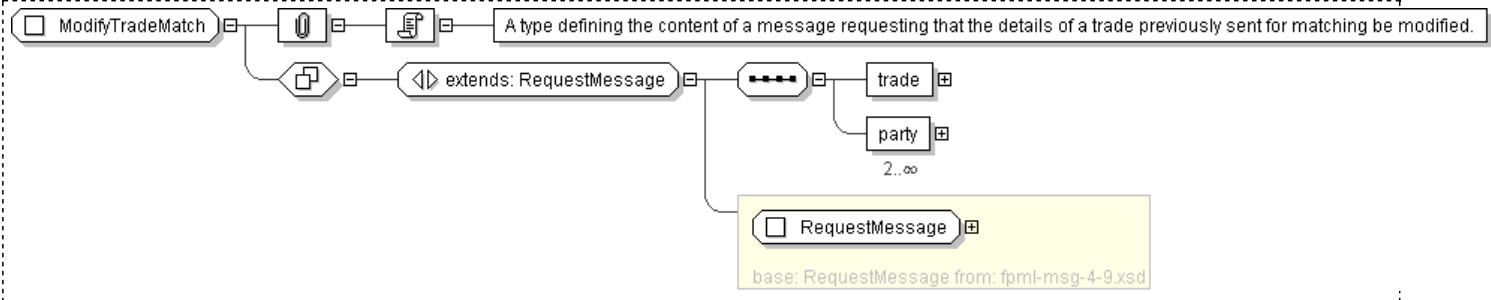 ModifyTradeMatch
A type defining the content of a message requesting that the details of a trade previously sent for matching be modified.
extends: RequestMessage
trade
party
2..∞
RequestMessage
base: RequestMessage from: fpml-msg-4-9.xsd